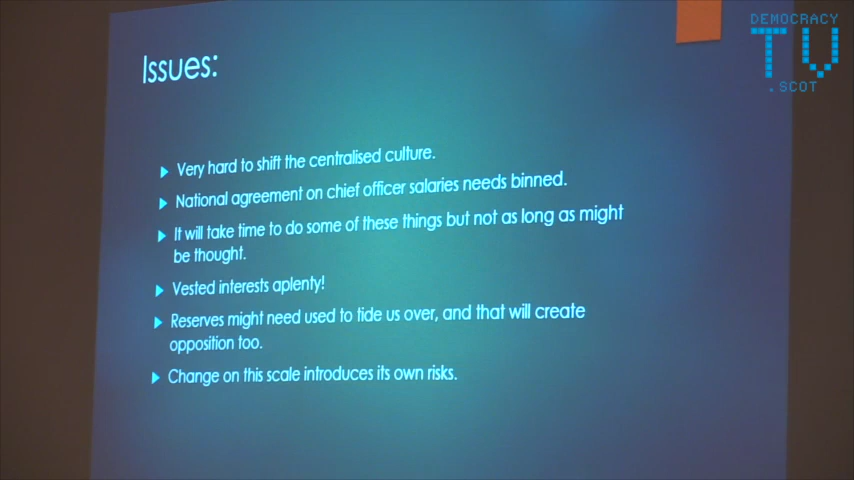 DEMOCRACY
TV
.SCOT
Issues:
Very hard to shift the centralised culture.
National agreement on chief officer salaries needs binned.
It will take time to do some of these things but not as long as might
be thought.
Vested interests aplenty!
Reserves might need used to tide us over, and that will create
opposition too.
Change on this scale introduces its own risks.